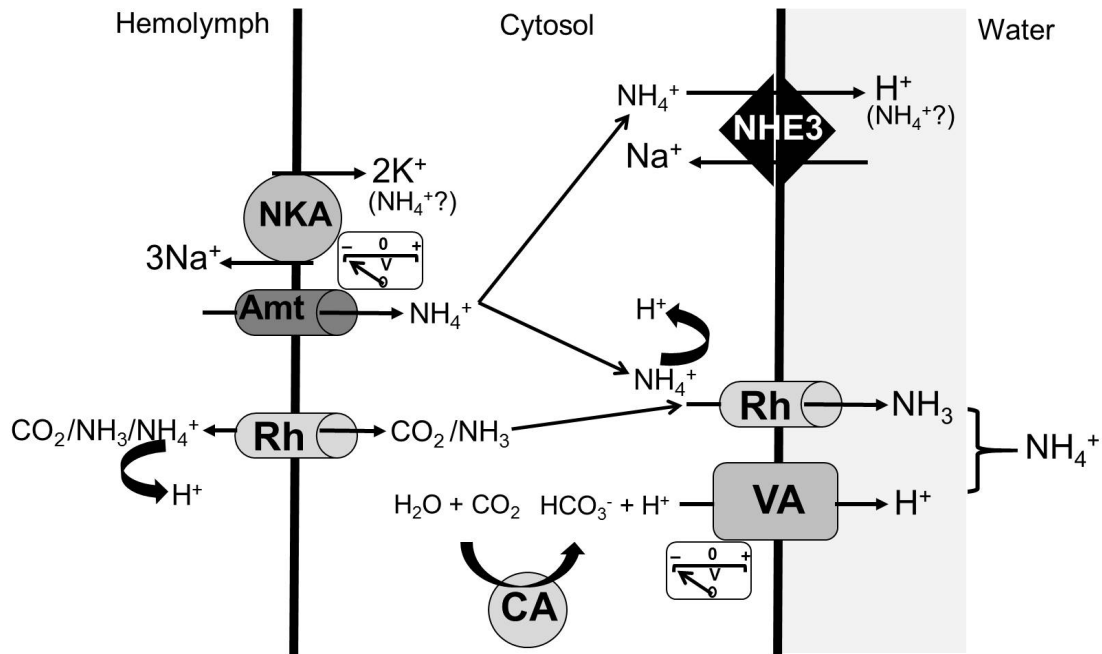 Hemolymph
Cytosol
Water
NH₄⁺
H⁺
(NH₄⁺?)
NHE3
Na⁺
2K⁺
(NH₄⁺?)
NKA
3Na⁺
– 0 +
V
Amt
NH₄⁺
H⁺
NH₄⁺
CO₂/NH₃/NH₄⁺
Rh
CO₂/NH₃
Rh
NH₃
NH₄⁺
H⁺
H₂O + CO₂
HCO₃⁻ + H⁺
VA
H⁺
– 0 +
V
CA